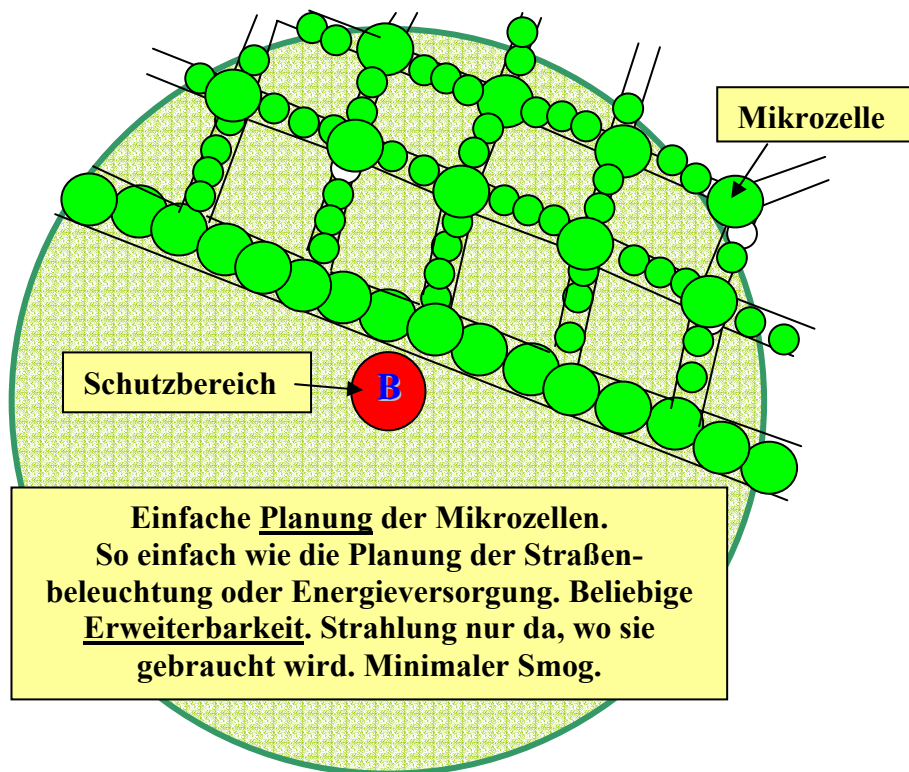 Mikrozelle
Schutzbereich
B
Einfache Planung der Mikrozellen.
So einfach wie die Planung der Straßen-
beleuchtung oder Energieversorgung. Beliebige
Erweiterbarkeit. Strahlung nur da, wo sie
gebraucht wird. Minimaler Smog.